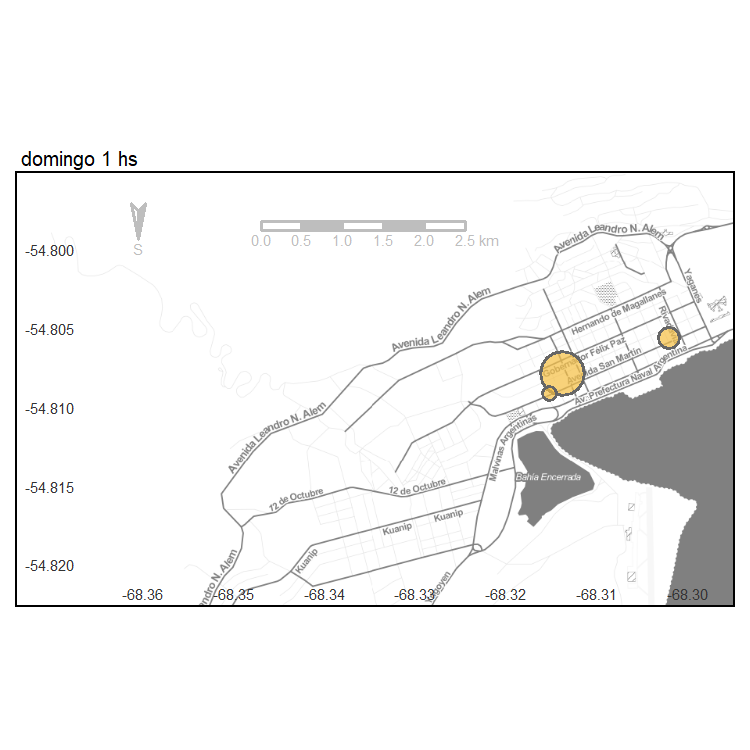 domingo 1 hs
-54.800
-54.805
-54.810
-54.815
-54.820
S
0.0 0.5 1.0 1.5 2.0 2.5 km
Avenida Leandro N. Alem
Yaganes
Hernando de Magallanes
Gobernador Félix Paz
Avenida San Martín
Av. Prefectura Naval Argentina
Avenida Leandro N. Alem
Avenida Leandro N. Alem
Malvinas Argentinas
Bahía Encerrada
12 de Octubre
12 de Octubre
Kuanip
Kuanip
Kuanip
-68.36 -68.35 -68.34 -68.33 -68.32 -68.31 -68.30